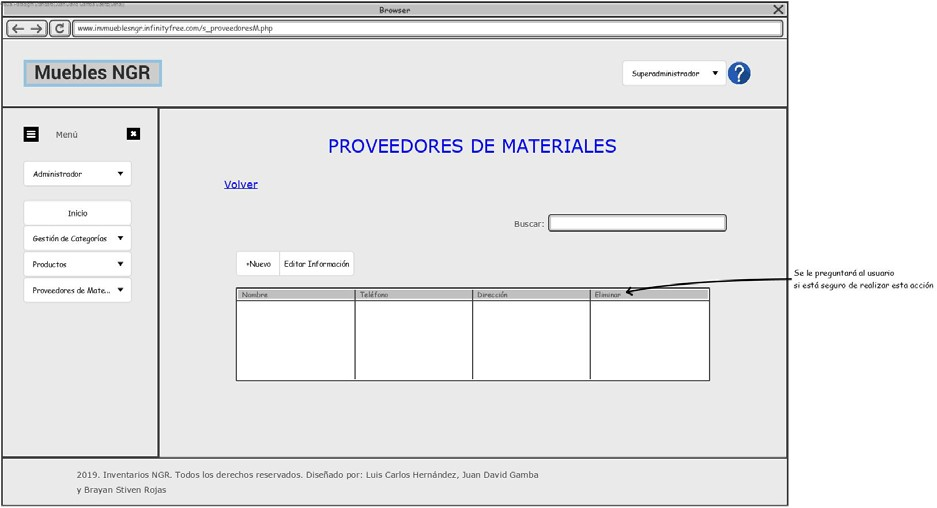 Browser
www.immueblesngr.infinityfree.com/s_proveedoresM.php
Muebles NGR
Superadministrador
?
Menú
Administrador
Inicio
Gestión de Categorías
Productos
Proveedores de Mate...
PROVEEDORES DE MATERIALES
Volver
Buscar:
+Nuevo
Editar Información
Nombre
Teléfono
Dirección
Eliminar
Se le preguntará al usuario
si está seguro de realizar esta acción
2019. Inventarios NGR. Todos los derechos reservados. Diseñado por: Luis Carlos Hernández, Juan David Gamba
y Brayan Stiven Rojas